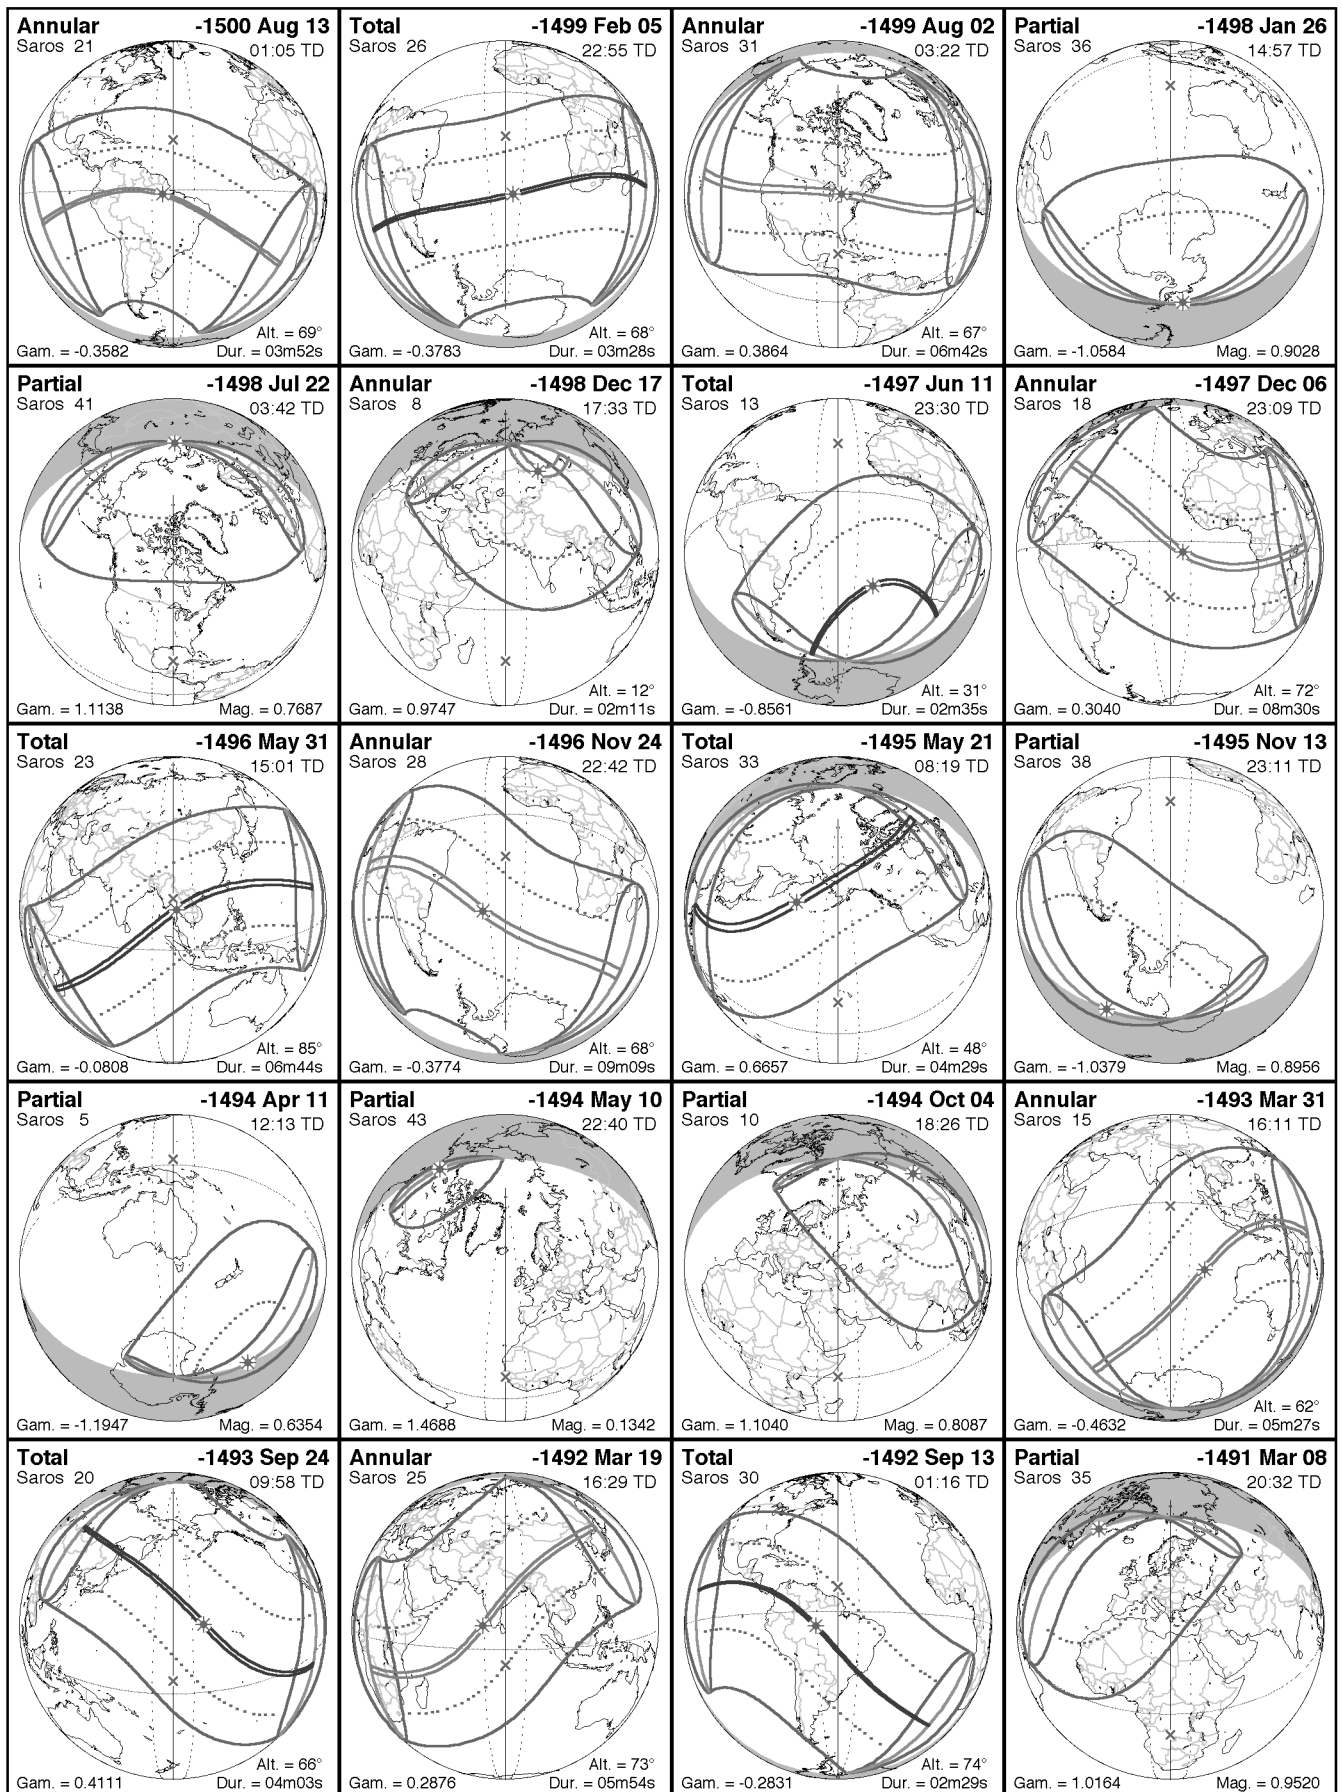 Annular -1500 Aug 13
Saros 21 01:05 TD
Alt. = 69°
Gam. = -0.3582 Dur. = 03m52s
Total -1499 Feb 05
Saros 26 22:55 TD
Alt. = 68°
Gam. = -0.3783 Dur. = 03m28s
Annular -1499 Aug 02
Saros 31 03:22 TD
Alt. = 67°
Gam. = 0.3864 Dur. = 06m42s
Partial -1498 Jan 26
Saros 36 14:57 TD
Gam. = -1.0584 Mag. = 0.9028
Partial -1498 Jul 22
Saros 41 03:42 TD
Gam. = 1.1138 Mag. = 0.7687
Annular -1498 Dec 17
Saros 8 17:33 TD
Alt. = 12°
Gam. = 0.9747 Dur. = 02m11s
Total -1497 Jun 11
Saros 13 23:30 TD
Alt. = 31°
Gam. = -0.8561 Dur. = 02m35s
Annular -1497 Dec 06
Saros 18 23:09 TD
Alt. = 72°
Gam. = 0.3040 Dur. = 08m30s
Total -1496 May 31
Saros 23 15:01 TD
Alt. = 85°
Gam. = -0.0808 Dur. = 06m44s
Annular -1496 Nov 24
Saros 28 22:42 TD
Alt. = 68°
Gam. = -0.3774 Dur. = 09m09s
Total -1495 May 21
Saros 33 08:19 TD
Alt. = 48°
Gam. = 0.6657 Dur. = 04m29s
Partial -1495 Nov 13
Saros 38 23:11 TD
Gam. = -1.0379 Mag. = 0.8956
Partial -1494 Apr 11
Saros 5 12:13 TD
Gam. = -1.1947 Mag. = 0.6354
Partial -1494 May 10
Saros 43 22:40 TD
Gam. = 1.4688 Mag. = 0.1342
Partial -1494 Oct 04
Saros 10 18:26 TD
Gam. = 1.1040 Mag. = 0.8087
Annular -1493 Mar 31
Saros 15 16:11 TD
Alt. = 62°
Gam. = -0.4632 Dur. = 05m27s
Total -1493 Sep 24
Saros 20 09:58 TD
Alt. = 66°
Gam. = 0.4111 Dur. = 04m03s
Annular -1492 Mar 19
Saros 25 16:29 TD
Alt. = 73°
Gam. = 0.2876 Dur. = 05m54s
Total -1492 Sep 13
Saros 30 01:16 TD
Alt. = 74°
Gam. = -0.2831 Dur. = 02m29s
Partial -1491 Mar 08
Saros 35 20:32 TD
Gam. = 1.0164 Mag. = 0.9520